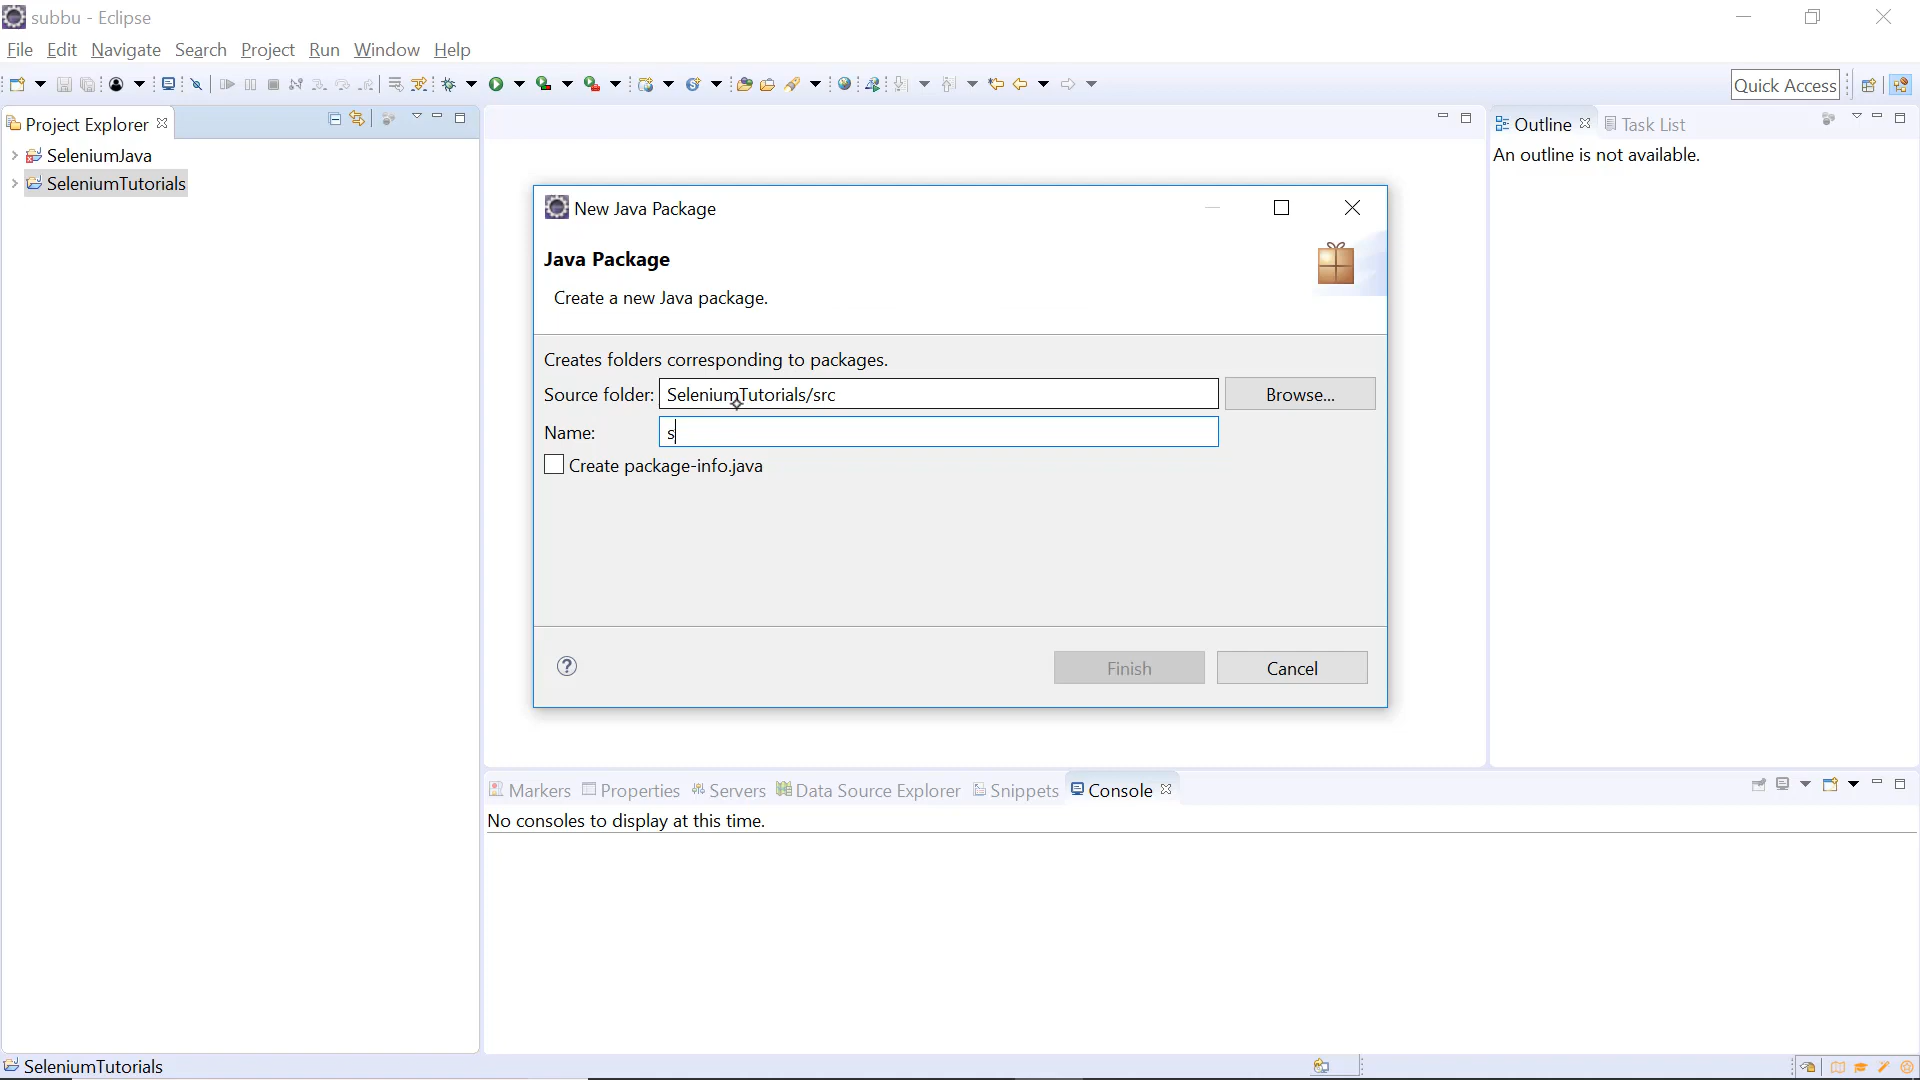 subbu - Eclipse
File Edit Navigate Search Project Run Window Help
Quick Access
Project Explorer
SeleniumJava
SeleniumTutorials
Outline Task List
An outline is not available.
New Java Package
Java Package
Create a new Java package.
Creates folders corresponding to packages.
Source folder: SeleniumTutorials/src Browse...
Name: s
Create package-info.java
Finish Cancel
Markers Properties Servers Data Source Explorer Snippets Console
No consoles to display at this time.
SeleniumTutorials